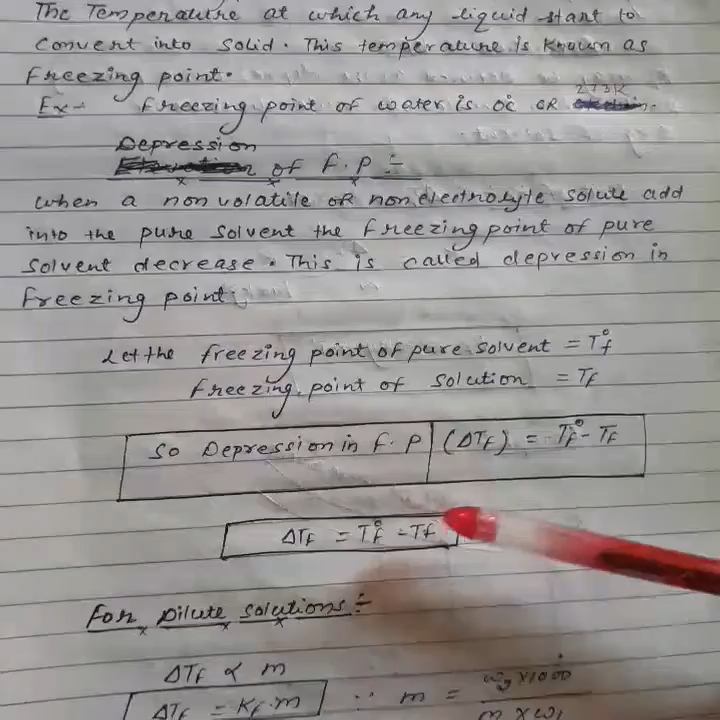 The Temperature at which any liquid start to
convert into solid. This temperature is known as
freezing point.
Ex- freezing point of water is 0°C OR 273K
Depression of F.P :-
when a non volatile OR non electrolyte solute add
into the pure solvent the freezing point of pure
solvent decrease. This is called depression in
freezing point.
Let the freezing point of pure solvent = T°f
freezing point of solution = Tf
So Depression in f.p (ΔTf) = T°f - Tf
ΔTf = T°f - Tf
For Dilute solutions :-
ΔTf ∝ m
ΔTf = Kf.m ∵ m = w2 x 1000
m x w1